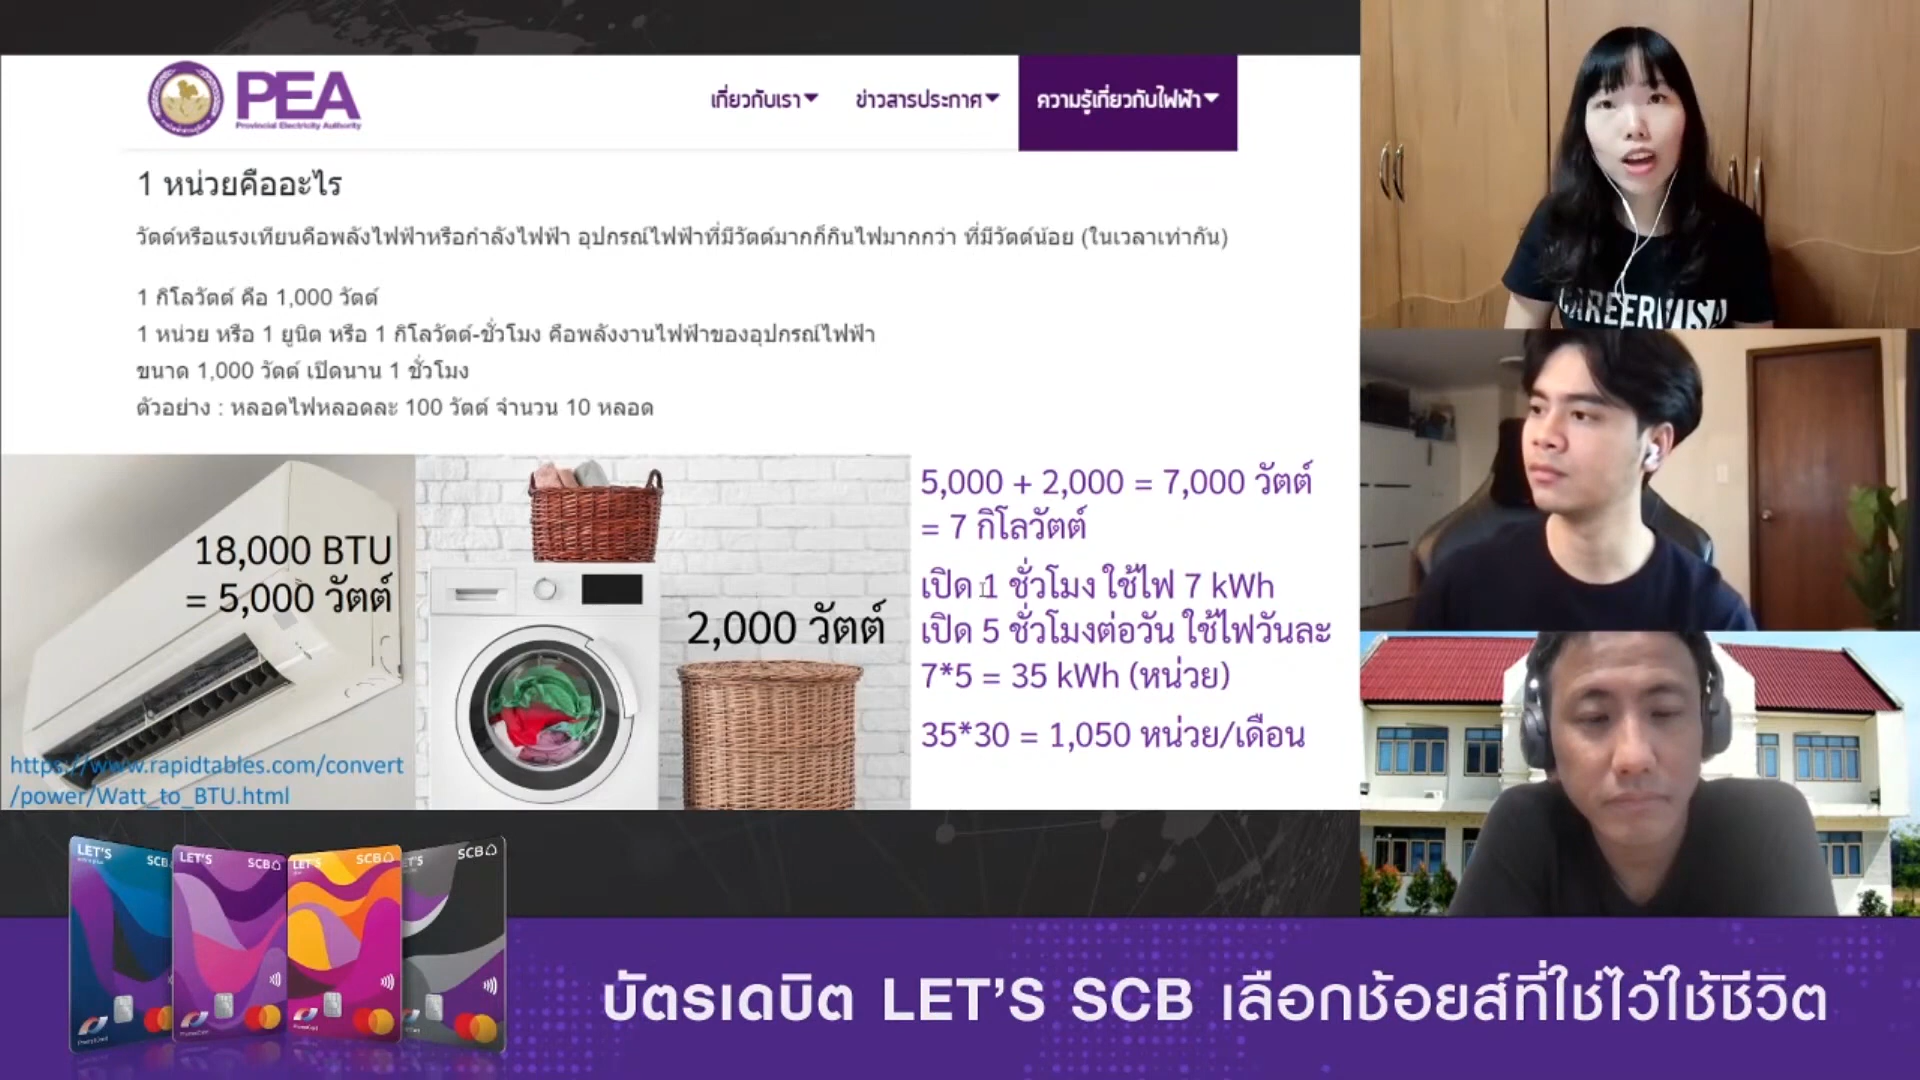 PEA
Provincial Electricity Authority
เกี่ยวกับเรา
ข่าวสารประกาศ
ความรู้เกี่ยวกับไฟฟ้า
1 หน่วยคืออะไร
วัตต์หรือแรงเทียนคือพลังไฟฟ้าหรือกำลังไฟฟ้า อุปกรณ์ไฟฟ้าที่มีวัตต์มากก็กินไฟมากกว่า ที่มีวัตต์น้อย (ในเวลาเท่ากัน)
1 กิโลวัตต์ คือ 1,000 วัตต์
1 หน่วย หรือ 1 ยูนิต หรือ 1 กิโลวัตต์-ชั่วโมง คือพลังงานไฟฟ้าของอุปกรณ์ไฟฟ้า
ขนาด 1,000 วัตต์ เปิดนาน 1 ชั่วโมง
ตัวอย่าง : หลอดไฟหลอดละ 100 วัตต์ จำนวน 10 หลอด
18,000 BTU
= 5,000 วัตต์
https://www.rapidtables.com/convert
/power/Watt_to_BTU.html
2,000 วัตต์
5,000 + 2,000 = 7,000 วัตต์
= 7 กิโลวัตต์
เปิด 1 ชั่วโมง ใช้ไฟ 7 kWh
เปิด 5 ชั่วโมงต่อวัน ใช้ไฟวันละ
7*5 = 35 kWh (หน่วย)
35*30 = 1,050 หน่วย/เดือน
CAREERVISA
LET'S SCB
LET'S SCB
LET'S SCB
SCB
บัตรเดบิต LET'S SCB เลือกช้อยส์ที่ใช่ไว้ใช้ชีวิต